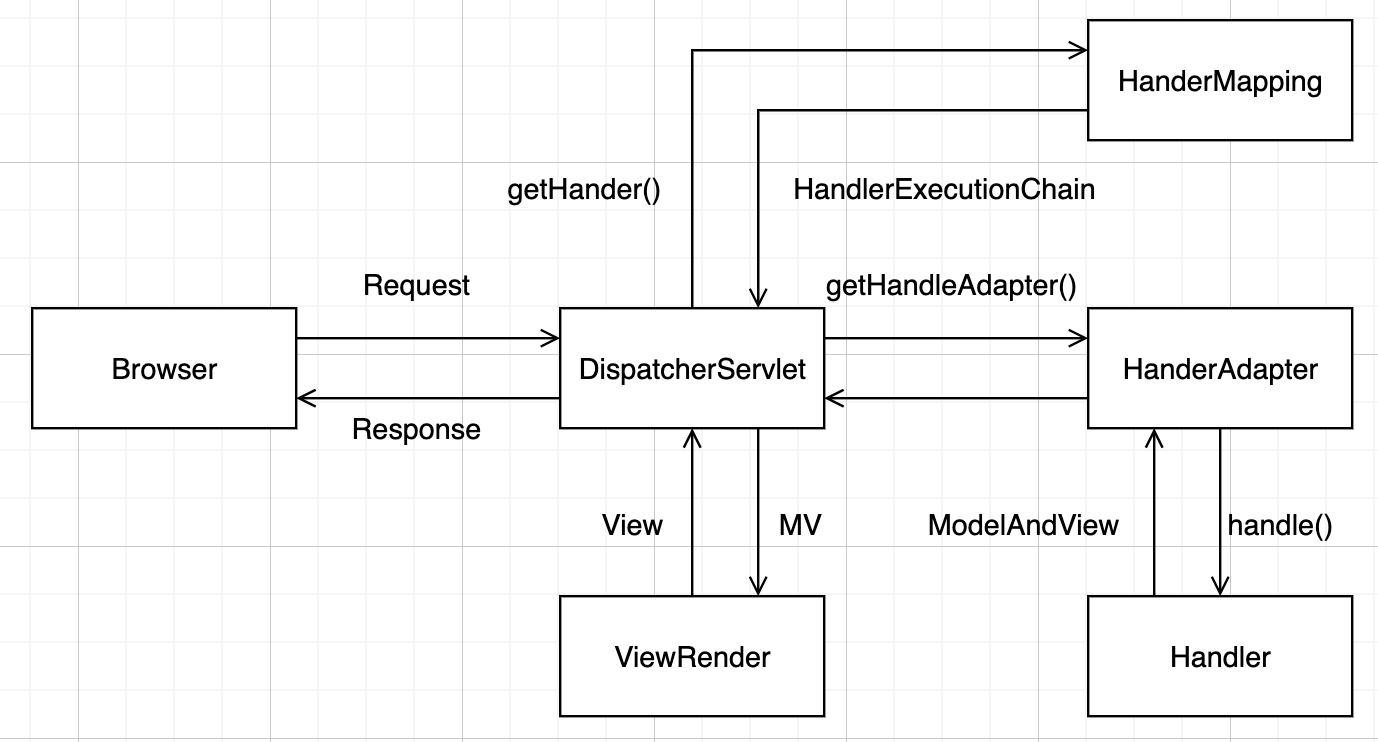 HanderMapping
getHander()
HandlerExecutionChain
Request
getHandleAdapter()
Browser
DispatcherServlet
HanderAdapter
Response
View
MV
ModelAndView
handle()
ViewRender
Handler